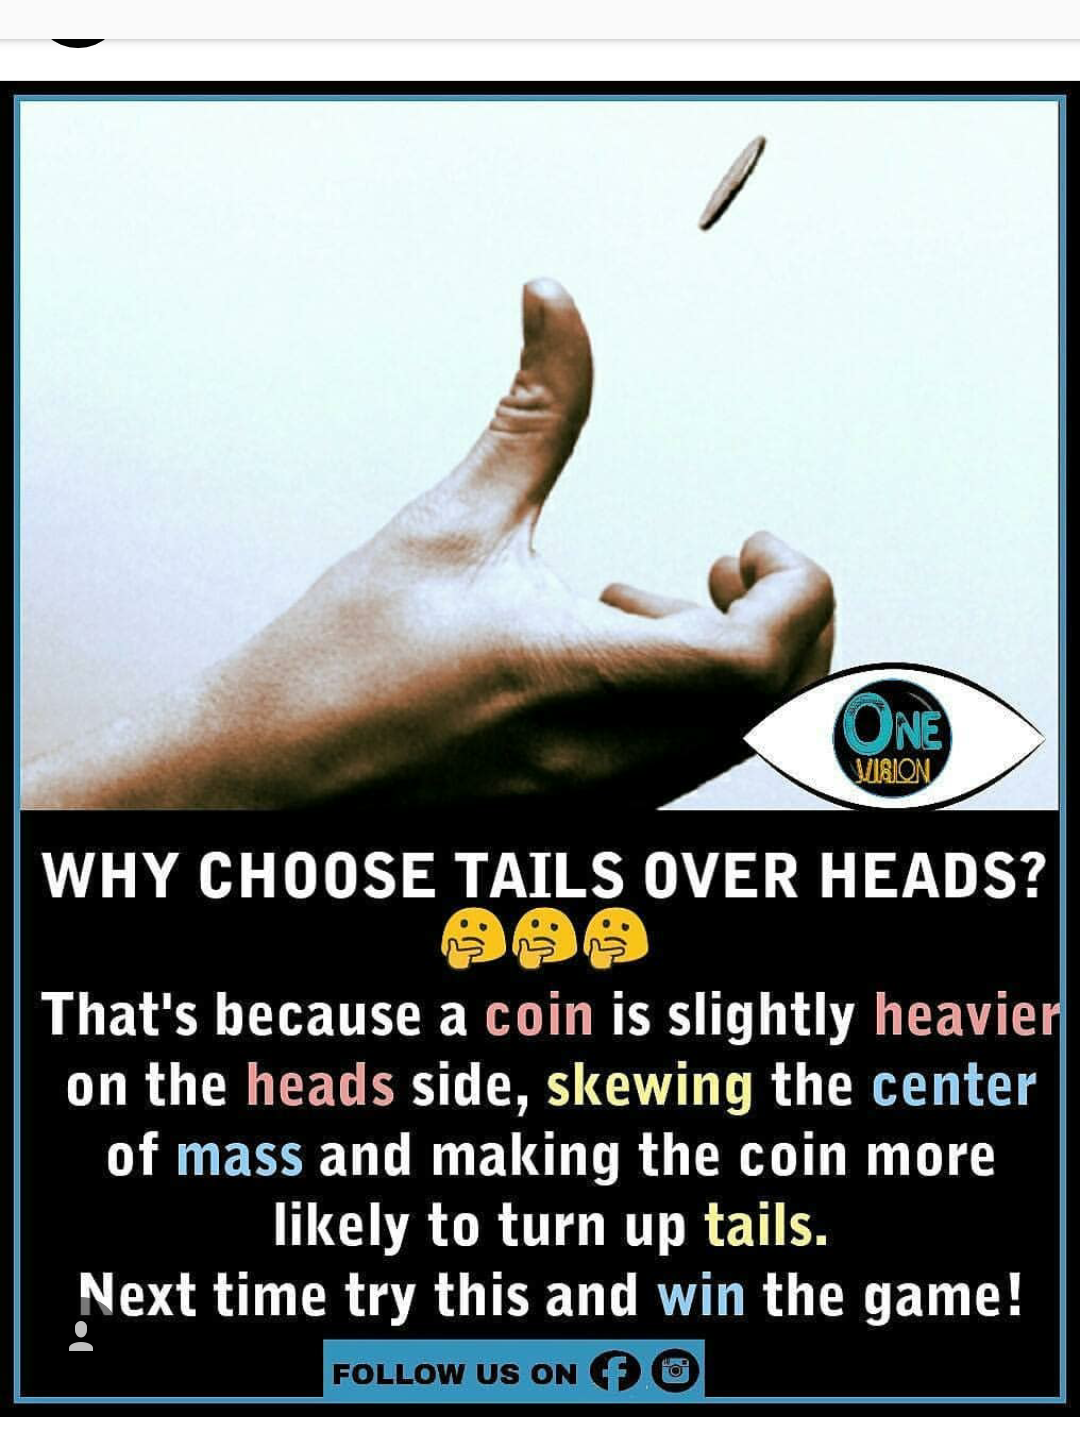 ONE
VISION
WHY CHOOSE TAILS OVER HEADS?
🤔🤔🤔
That's because a coin is slightly heavier
on the heads side, skewing the center
of mass and making the coin more
likely to turn up tails.
Next time try this and win the game!
FOLLOW US ON